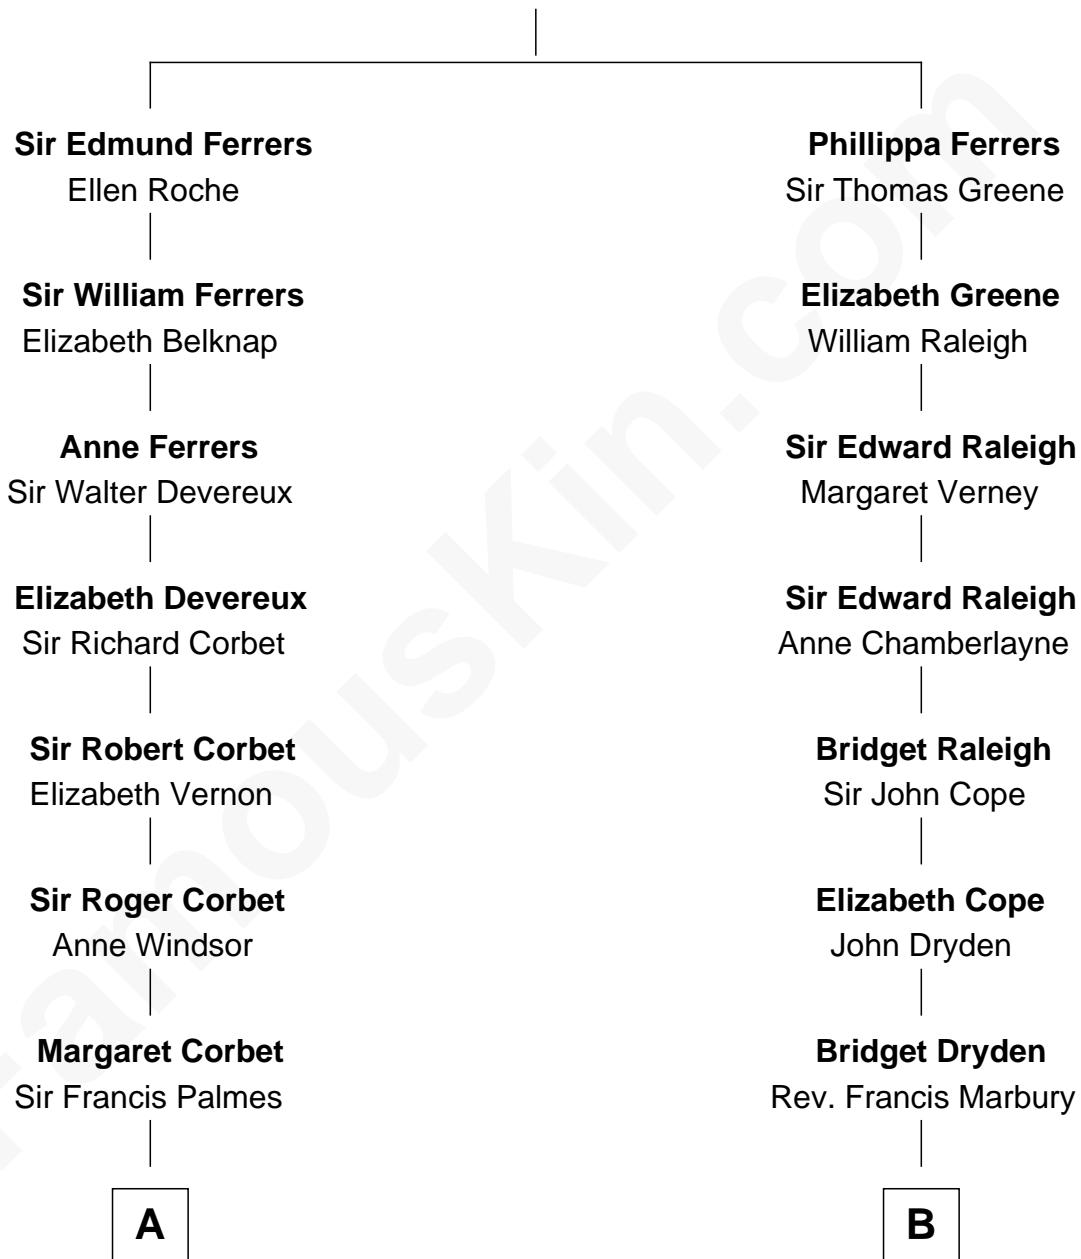 Sir Edmund Ferrers
Ellen Roche
Sir William Ferrers
Elizabeth Belknap
Anne Ferrers
Sir Walter Devereux
Elizabeth Devereux
Sir Richard Corbet
Sir Robert Corbet
Elizabeth Vernon
Sir Roger Corbet
Anne Windsor
Margaret Corbet
Sir Francis Palmes
A
Phillippa Ferrers
Sir Thomas Greene
Elizabeth Greene
William Raleigh
Sir Edward Raleigh
Margaret Verney
Sir Edward Raleigh
Anne Chamberlayne
Bridget Raleigh
Sir John Cope
Elizabeth Cope
John Dryden
Bridget Dryden
Rev. Francis Marbury
B
FamousKin.com